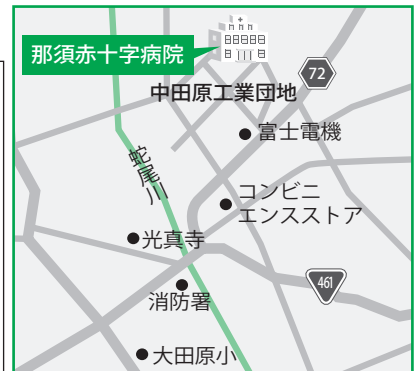 那須赤十字病院
72
中田原工業団地
富士電機
蛇尾川
コンビニ
エンスストア
光真寺
461
消防署
大田原小